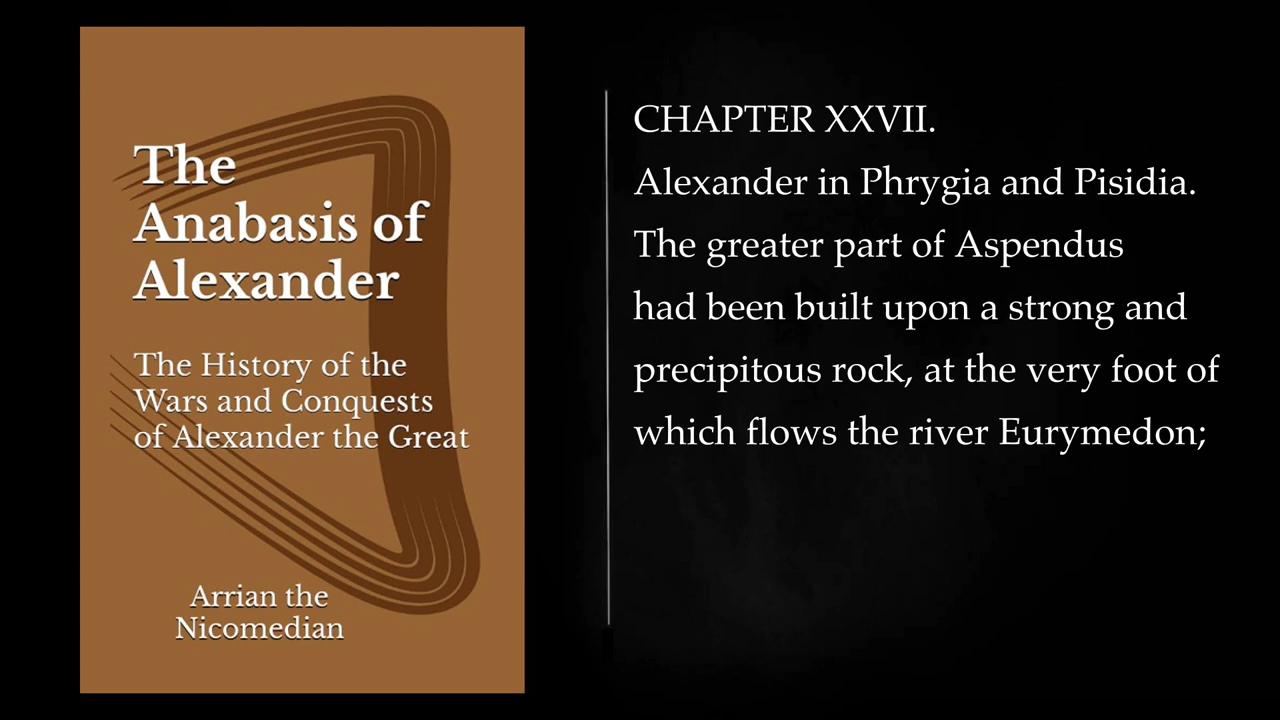 The
Anabasis of
Alexander
The History of the
Wars and Conquests
of Alexander the Great
Arrian the
Nicomedian
CHAPTER XXVII.
Alexander in Phrygia and Pisidia.
The greater part of Aspendus
had been built upon a strong and
precipitous rock, at the very foot of
which flows the river Eurymedon;